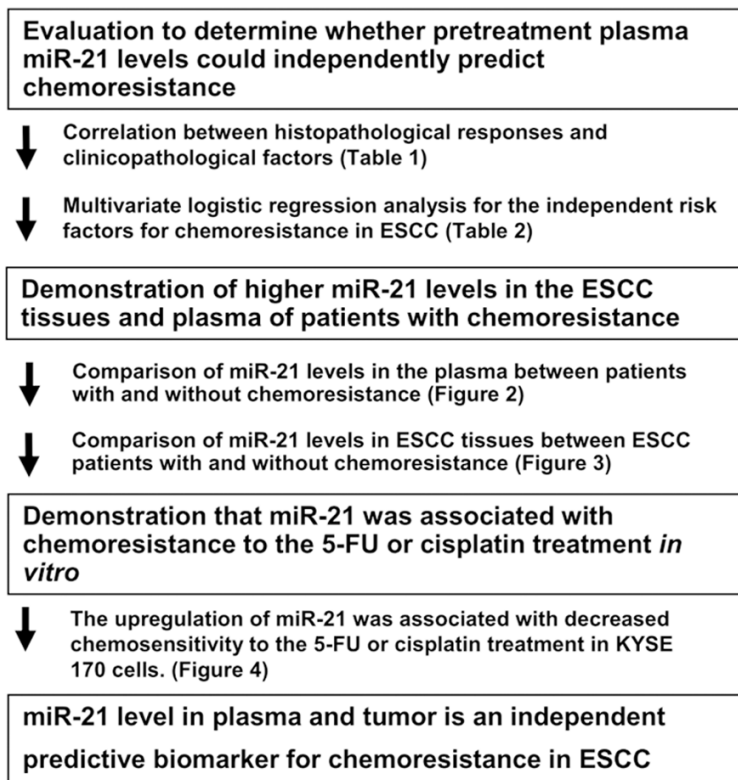 Evaluation to determine whether pretreatment plasma
miR-21 levels could independently predict
chemoresistance
Correlation between histopathological responses and
clinicopathological factors (Table 1)
Multivariate logistic regression analysis for the independent risk
factors for chemoresistance in ESCC (Table 2)
Demonstration of higher miR-21 levels in the ESCC
tissues and plasma of patients with chemoresistance
Comparison of miR-21 levels in the plasma between patients
with and without chemoresistance (Figure 2)
Comparison of miR-21 levels in ESCC tissues between ESCC
patients with and without chemoresistance (Figure 3)
Demonstration that miR-21 was associated with
chemoresistance to the 5-FU or cisplatin treatment in
vitro
The upregulation of miR-21 was associated with decreased
chemosensitivity to the 5-FU or cisplatin treatment in KYSE
170 cells. (Figure 4)
miR-21 level in plasma and tumor is an independent
predictive biomarker for chemoresistance in ESCC